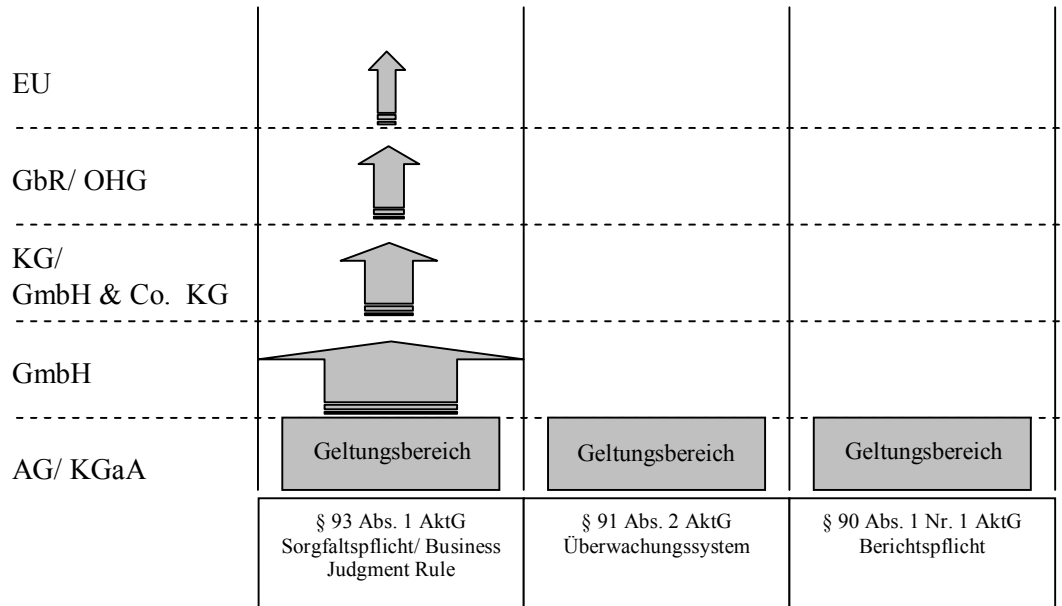 EU
GbR/ OHG
KG/
GmbH & Co. KG
GmbH
AG/ KGaA
Geltungsbereich
Geltungsbereich
Geltungsbereich
§ 93 Abs. 1 AktG
Sorgfaltspflicht/ Business
Judgment Rule
§ 91 Abs. 2 AktG
Überwachungssystem
§ 90 Abs. 1 Nr. 1 AktG
Berichtspflicht